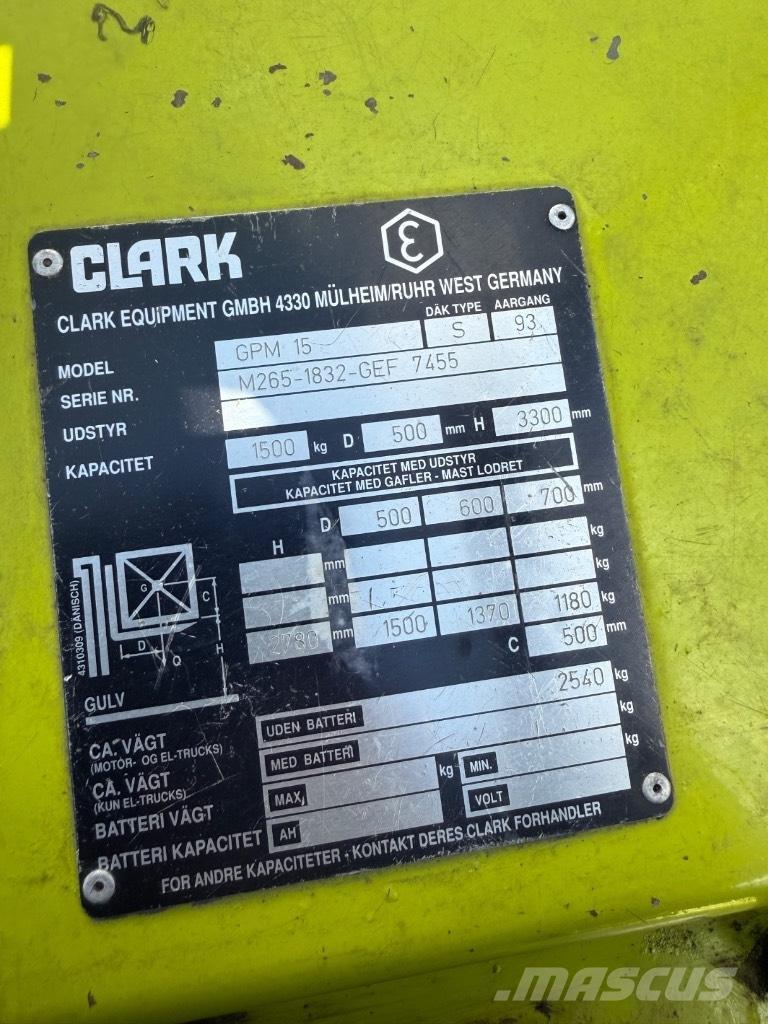 CLARK
CLARK EQUIPMENT GMBH 4330 MÜLHEIM/RUHR WEST GERMANY
DÄK TYPE AARGANG
MODEL GPM 15 S 93
SERIE NR. M265-1832-GEF 7455
UDSTYR
KAPACITET 1500 kg D 500 mm H 3300 mm
KAPACITET MED UDSTYR
KAPACITET MED GAFLER - MAST LODRET
D 500 600 700 mm
H mm kg
mm kg
2780 mm 1500 1370 1180 kg
C 500 mm
4310309 (DÄNISCH)
G C D H Q
GULV
CA. VÄGT UDEN BATTERI 2540 kg
(MOTOR- OG EL-TRUCKS)
CA. VÄGT MED BATTERI kg
(KUN EL-TRUCKS)
BATTERI VÄGT MAX, kg MIN.
BATTERI KAPACITET AH VOLT
FOR ANDRE KAPACITETER - KONTAKT DERES CLARK FORHANDLER
MASCUS